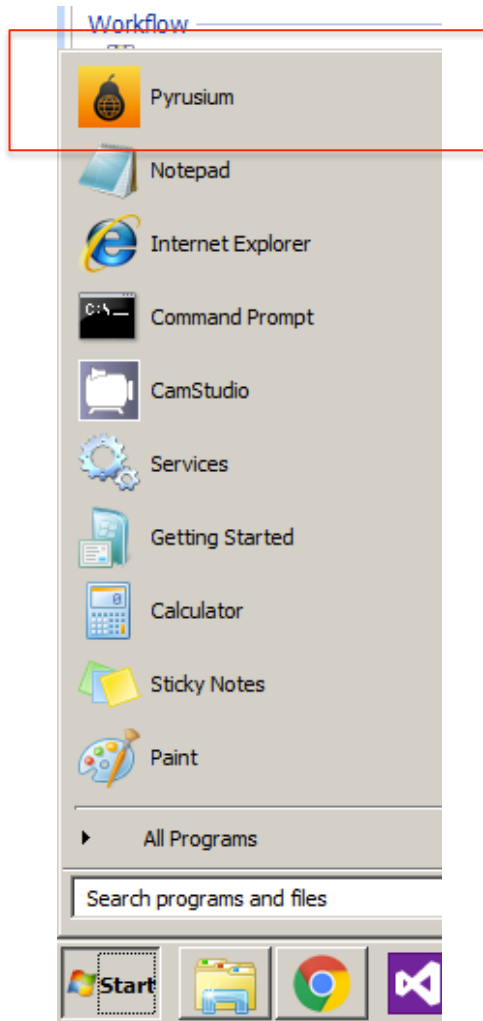 Workflow
Pyrusium
Notepad
Internet Explorer
C:\
Command Prompt
CamStudio
Services
Getting Started
0
Calculator
Sticky Notes
Paint
All Programs
Search programs and files
Start